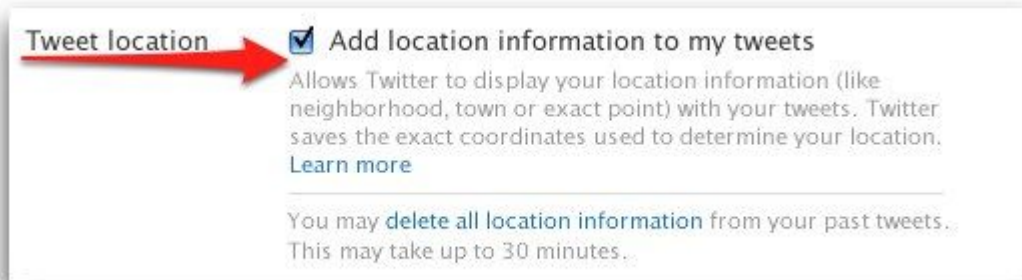 Tweet location
Add location information to my tweets
Allows Twitter to display your location information (like
neighborhood, town or exact point) with your tweets. Twitter
saves the exact coordinates used to determine your location.
Learn more
You may delete all location information from your past tweets.
This may take up to 30 minutes.